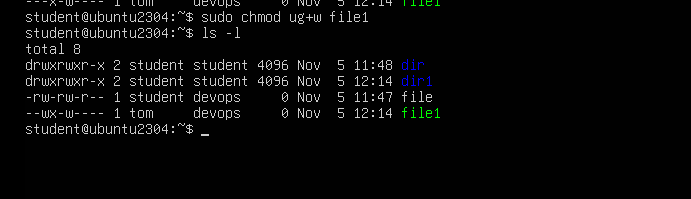 ---x-w---- 1 tom     devops     0 Nov  5 12:14 file1
student@ubuntu2304:~$ sudo chmod ug+w file1
student@ubuntu2304:~$ ls -l
total 8
drwxrwxr-x 2 student student 4096 Nov  5 11:48 dir
drwxrwxr-x 2 student student 4096 Nov  5 12:14 dir1
-rw-rw-r-- 1 student devops     0 Nov  5 11:47 file
--wx-w---- 1 tom     devops     0 Nov  5 12:14 file1
student@ubuntu2304:~$ _